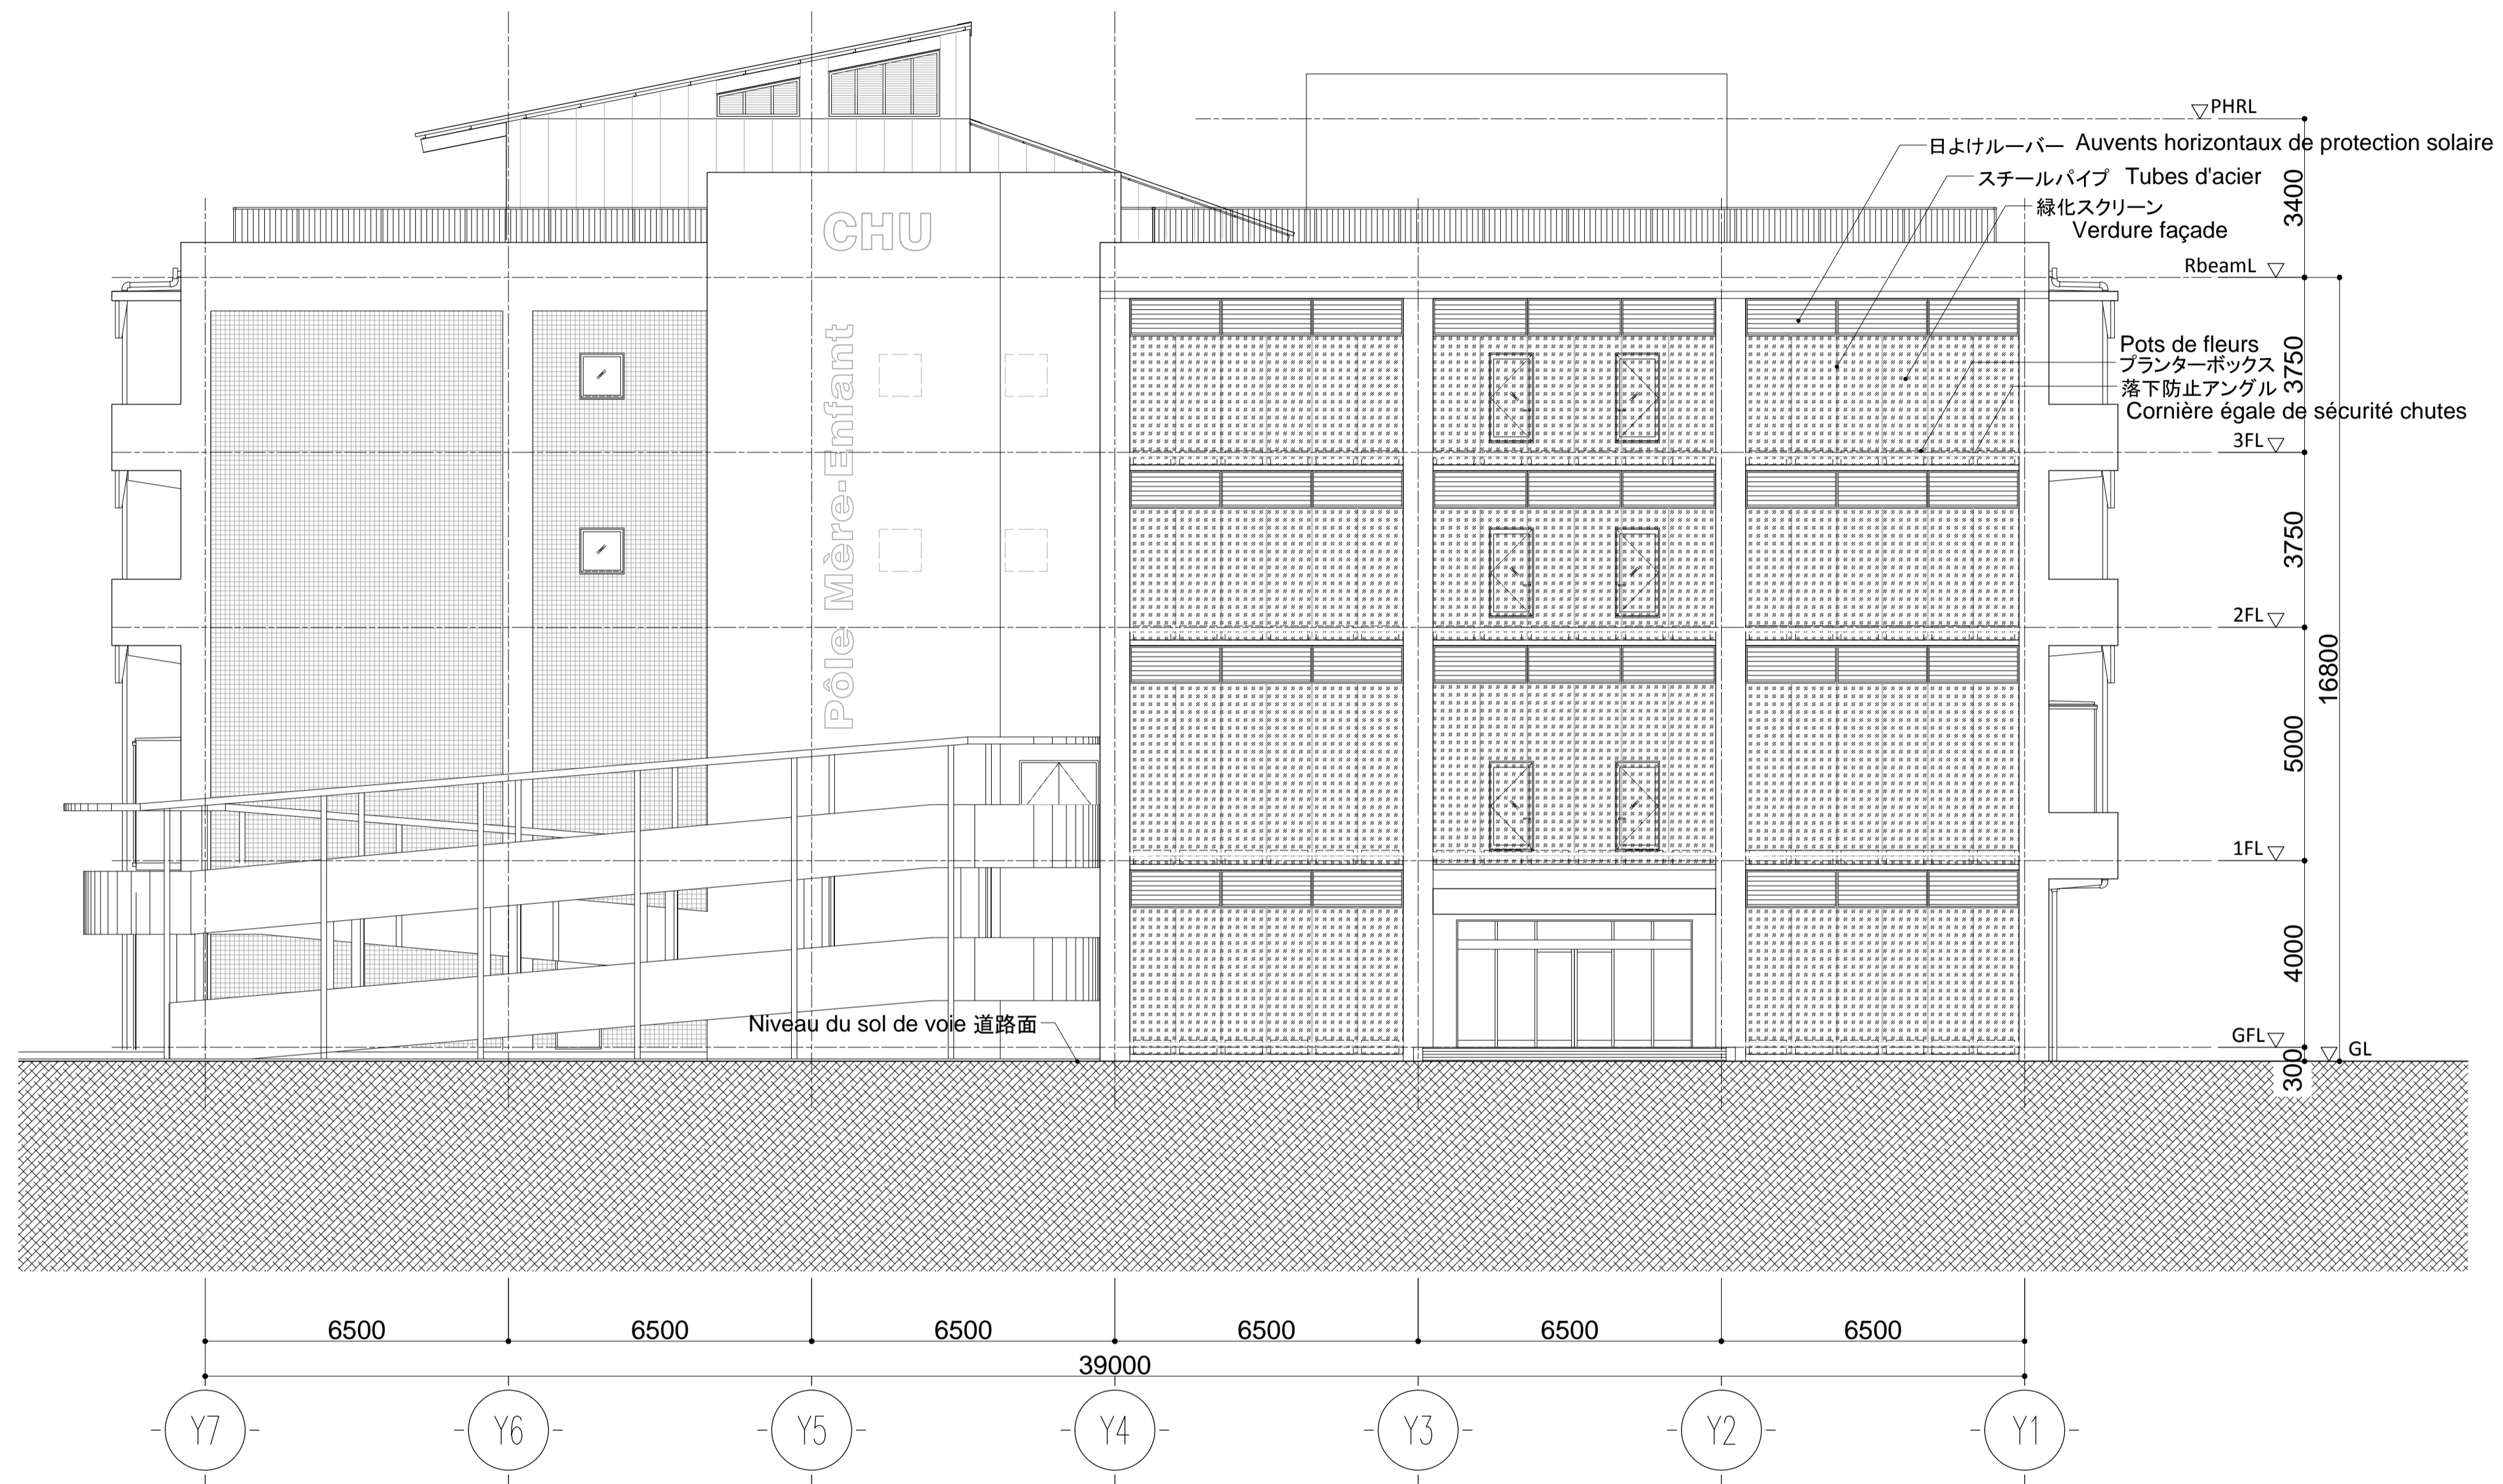 PHRL
日よけルーバー Auvents horizontaux de protection solaire
スチールパイプ Tubes d'acier
3400
緑化スクリーン
Verdure façade
CHU
RbeamL
Pôle Mère-Enfant
Pots de fleurs
プランターボックス
3750
落下防止アングル
Cornière égale de sécurité chutes
3FL
3750
2FL
16800
5000
1FL
4000
Niveau du sol de voie 道路面
GFL
GL
300
6500 6500 6500 6500 6500 6500
39000
Y7 Y6 Y5 Y4 Y3 Y2 Y1